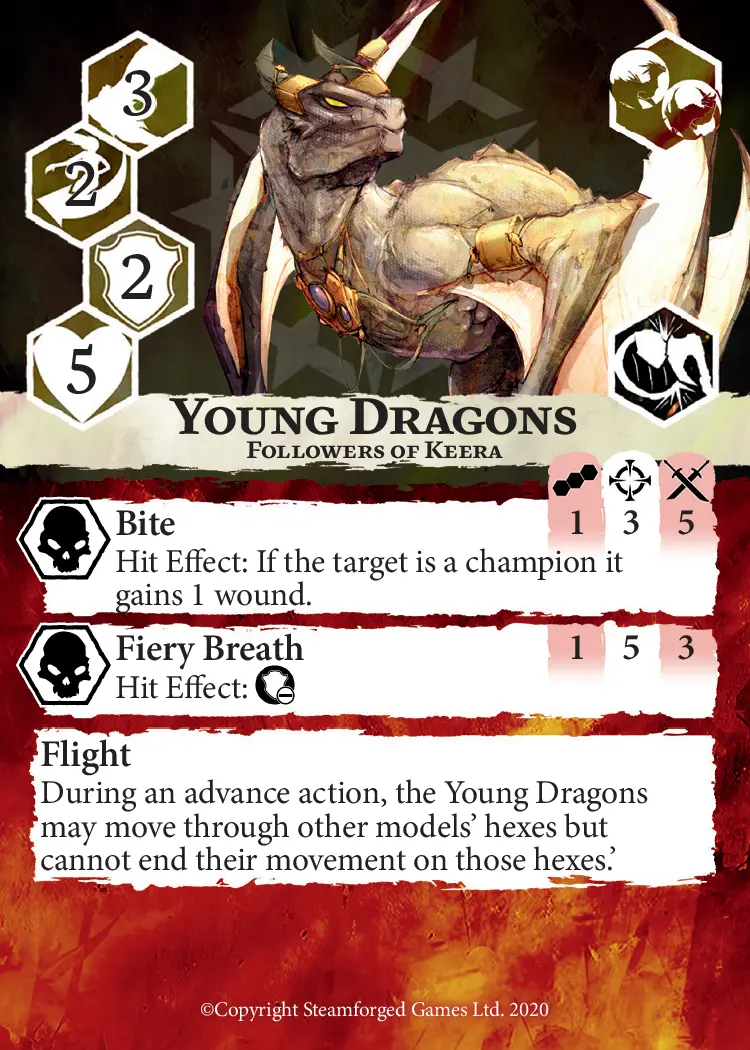 3
2
2
5
Young Dragons
Followers of Keera
Bite 1 3 5
Hit Effect: If the target is a champion it
gains 1 wound.
Fiery Breath 1 5 3
Hit Effect:
Flight
During an advance action, the Young Dragons
may move through other models’ hexes but
cannot end their movement on those hexes.’
©Copyright Steamforged Games Ltd. 2020